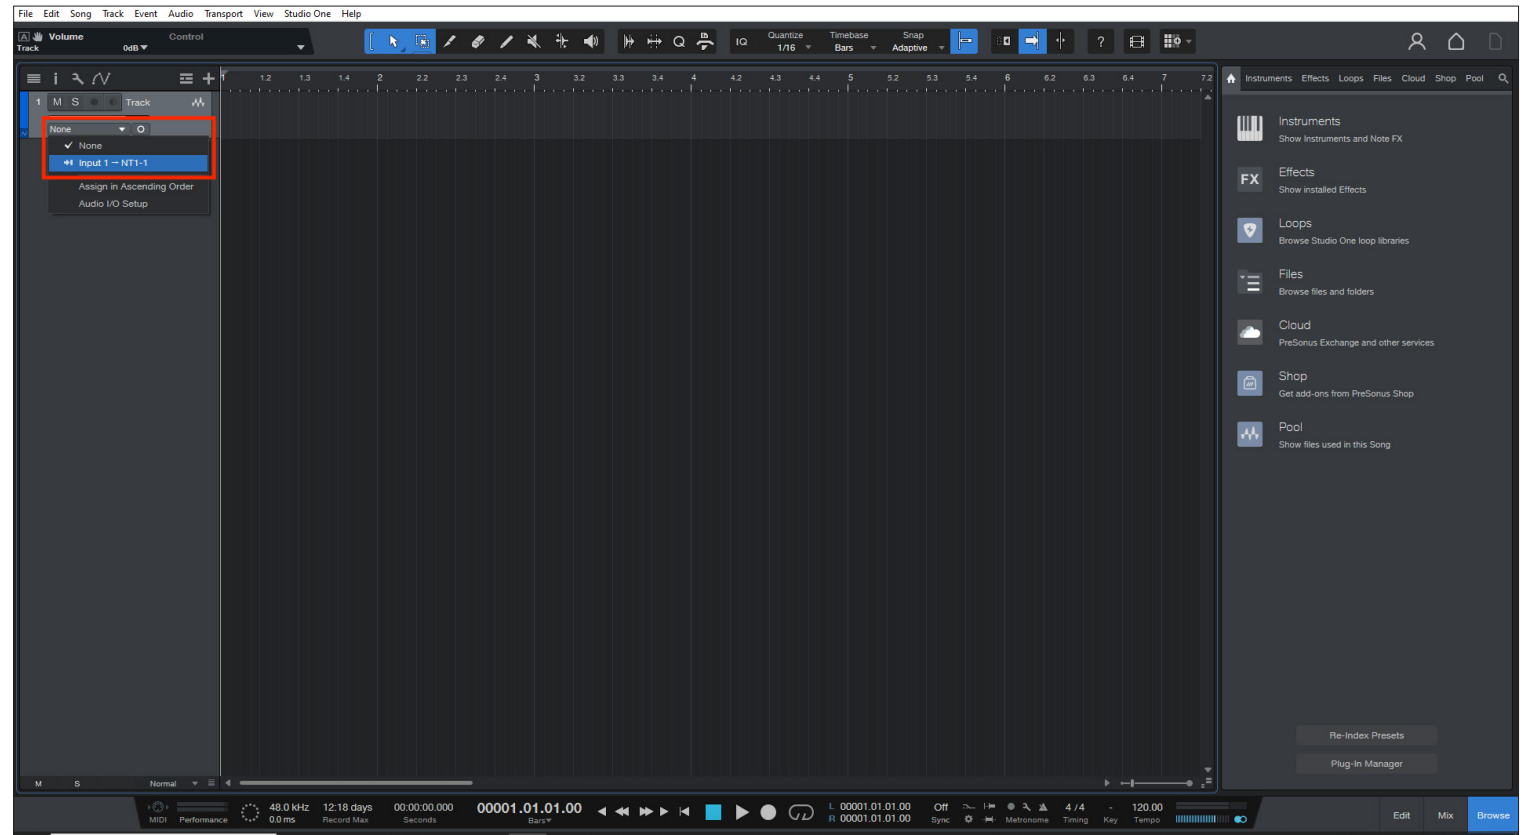 File Edit Song Track Event Audio Transport View Studio One Help
A Volume Control
Track 0dB
IQ Quantize 1/16 Timebase Bars Snap Adaptive ?
1 1.2 1.3 1.4 2 2.2 2.3 2.4 3 3.2 3.3 3.4 4 4.2 4.3 4.4 5 5.2 5.3 5.4 6 6.2 6.3 6.4 7 7.2
Instruments Effects Loops Files Cloud Shop Pool
1 M S Track
None
None
Input 1 → NT1-1
Assign in Ascending Order
Audio I/O Setup
Instruments
Show Instruments and Note FX
FX
Effects
Show installed Effects
Loops
Browse Studio One loop libraries
Files
Browse files and folders
Cloud
PreSonus Exchange and other services
Shop
Get add-ons from PreSonus Shop
Pool
Show files used in this Song
Re-Index Presets
Plug-In Manager
M S Normal
48.0 kHz 12:18 days 00:00:00.000 00001.01.01.00 L 00001.01.01.00 Off 4 / 4 - 120.00
MIDI Performance 0.0 ms Record Max Seconds Bars R 00001.01.01.00 Sync Metronome Timing Key Tempo
Edit Mix Browse